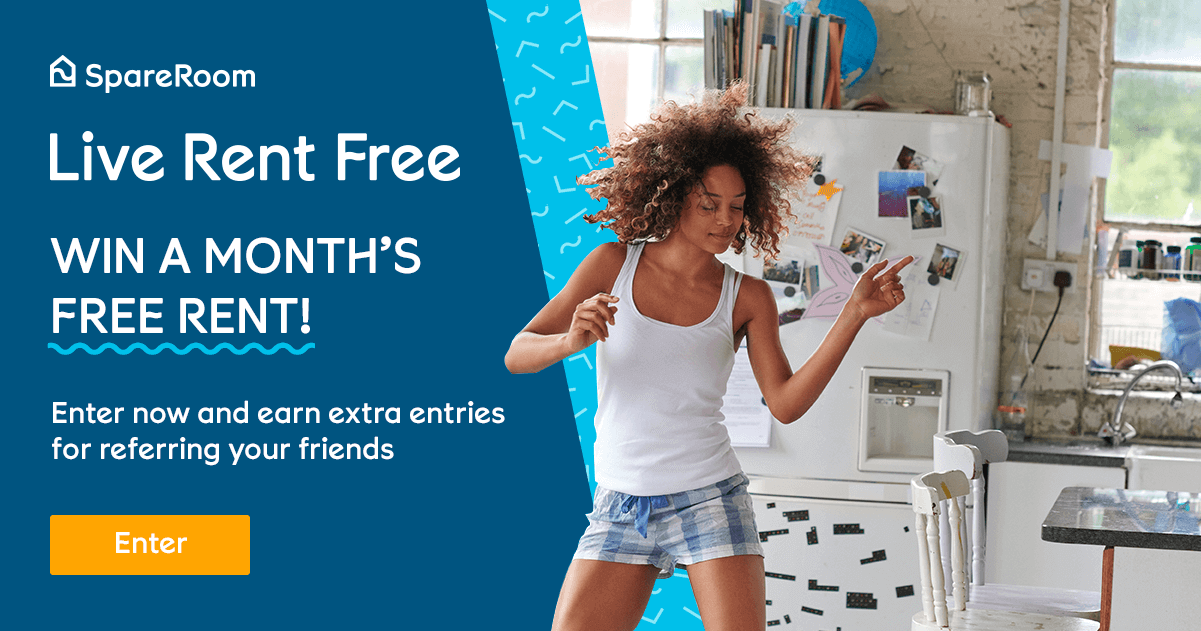 SpareRoom
Live Rent Free
WIN A MONTH'S
FREE RENT!
Enter now and earn extra entries
for referring your friends
Enter